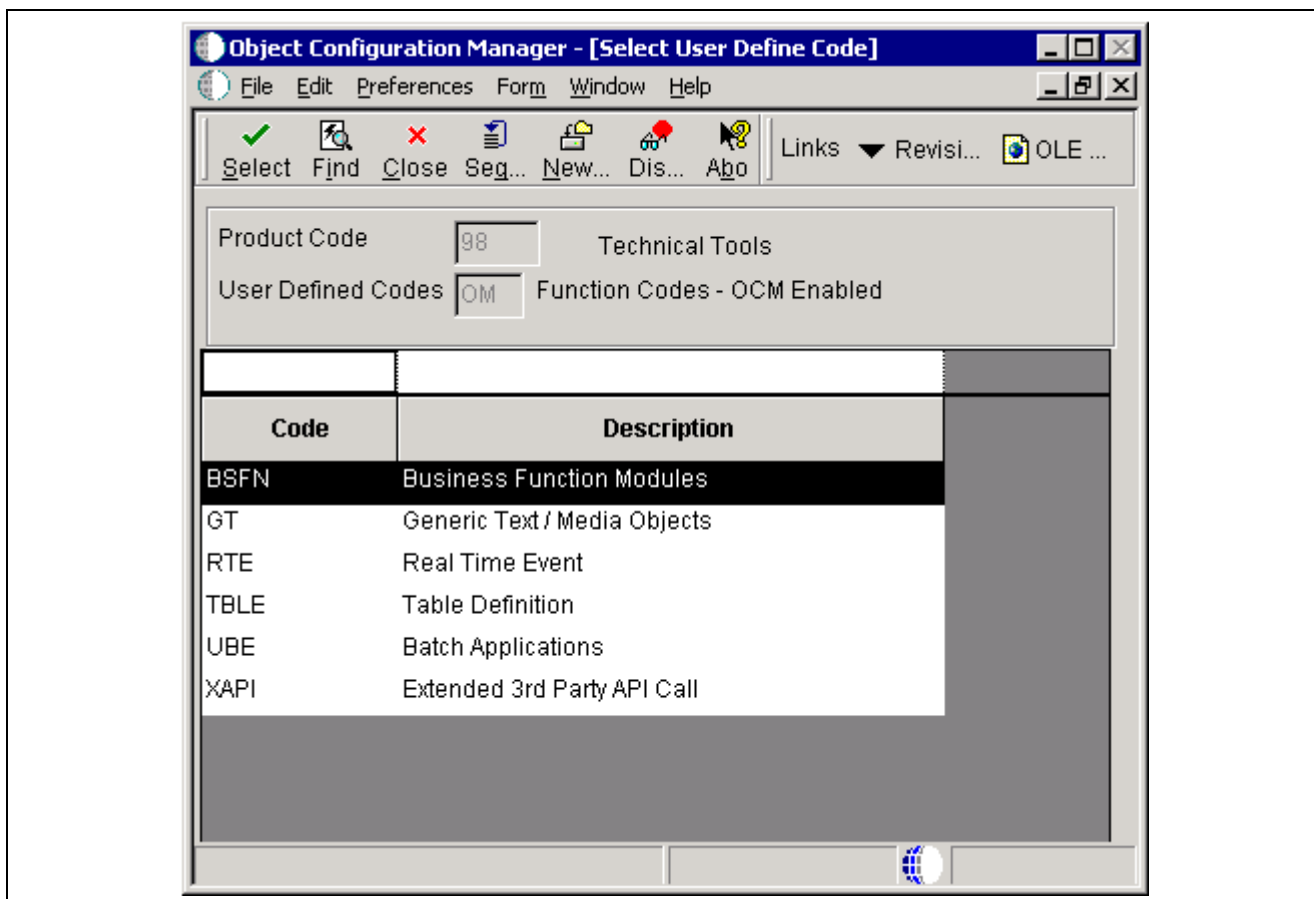 Object Configuration Manager - [Select User Define Code]
File Edit Preferences Form Window Help
Select Find Close Seq... New... Dis... Abo Links Revisi... OLE ...
Product Code 98 Technical Tools
User Defined Codes OM Function Codes - OCM Enabled
Code Description
BSFN Business Function Modules
GT Generic Text / Media Objects
RTE Real Time Event
TBLE Table Definition
UBE Batch Applications
XAPI Extended 3rd Party API Call